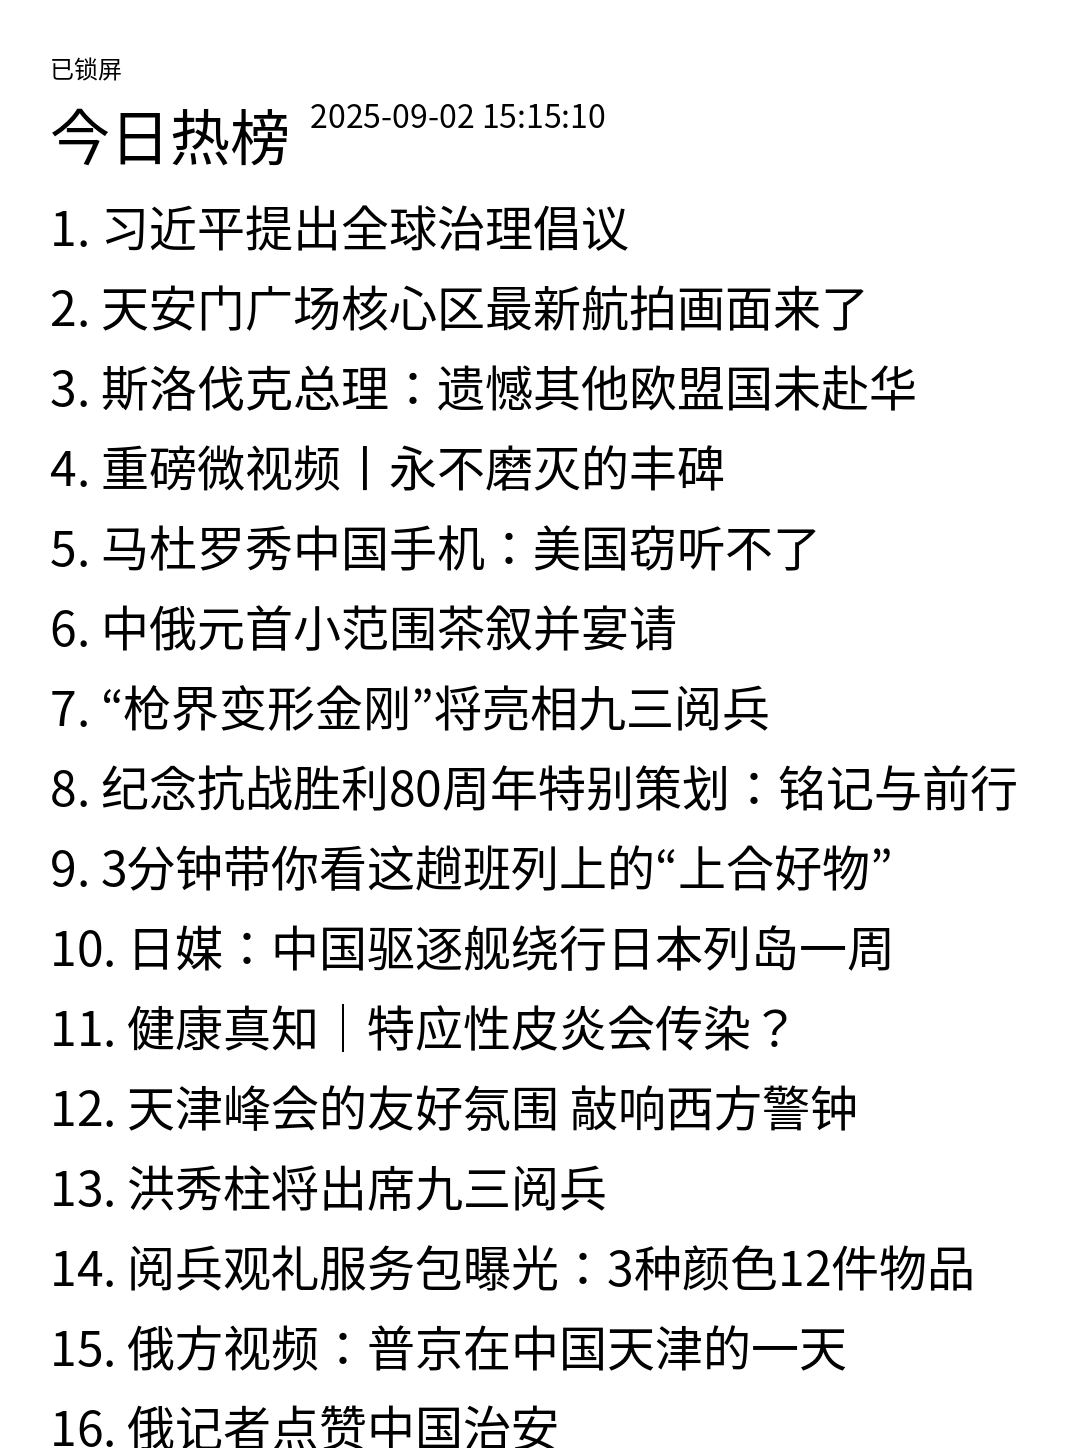 已锁屏
今日热榜 2025-09-02 15:15:10
1. 习近平提出全球治理倡议
2. 天安门广场核心区最新航拍画面来了
3. 斯洛伐克总理：遗憾其他欧盟国未赴华
4. 重磅微视频丨永不磨灭的丰碑
5. 马杜罗秀中国手机：美国窃听不了
6. 中俄元首小范围茶叙并宴请
7. “枪界变形金刚”将亮相九三阅兵
8. 纪念抗战胜利80周年特别策划：铭记与前行
9. 3分钟带你看这趟班列上的“上合好物”
10. 日媒：中国驱逐舰绕行日本列岛一周
11. 健康真知｜特应性皮炎会传染？
12. 天津峰会的友好氛围 敲响西方警钟
13. 洪秀柱将出席九三阅兵
14. 阅兵观礼服务包曝光：3种颜色12件物品
15. 俄方视频：普京在中国天津的一天
16. 俄记者点赞中国治安